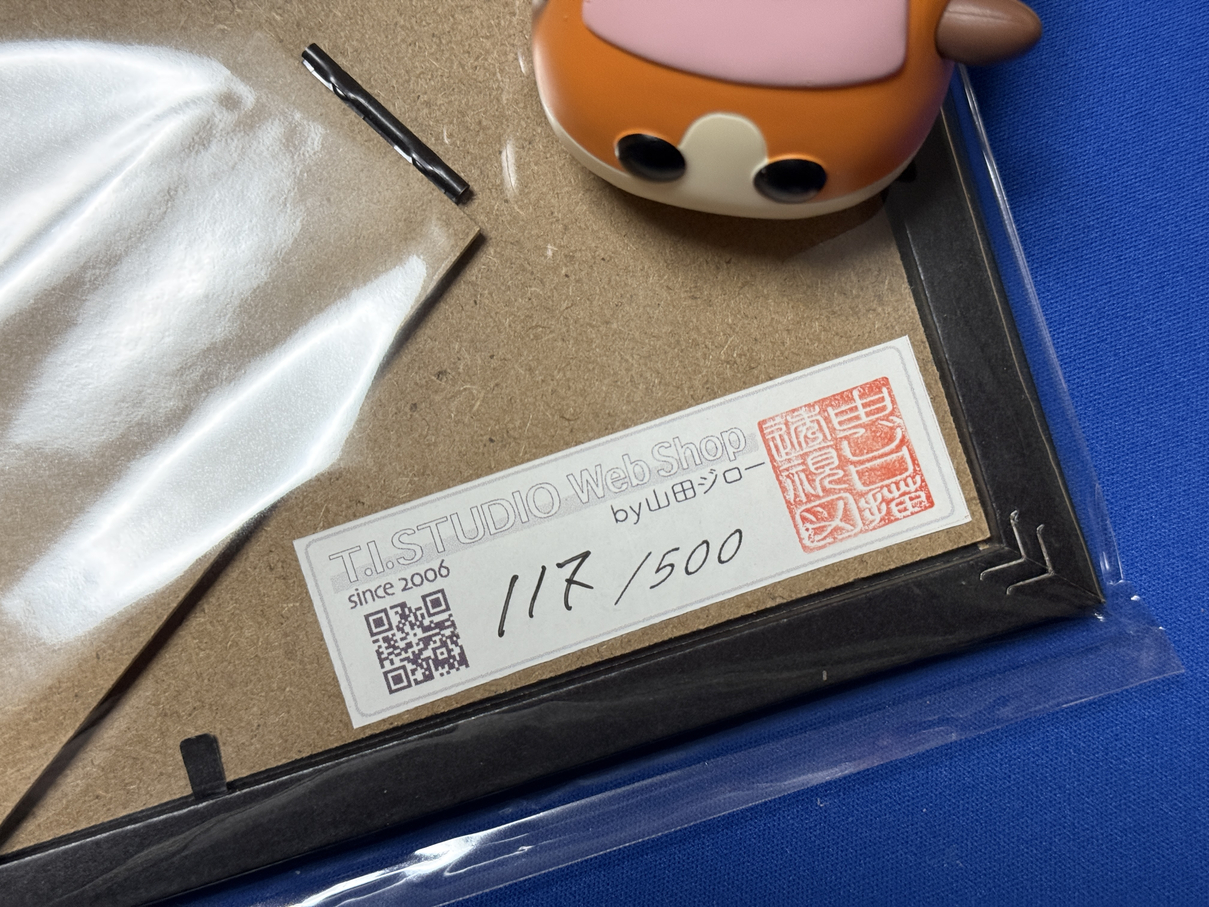 T.I.STUDIO Web Shop
by山田ジロー
since 2006
117/500